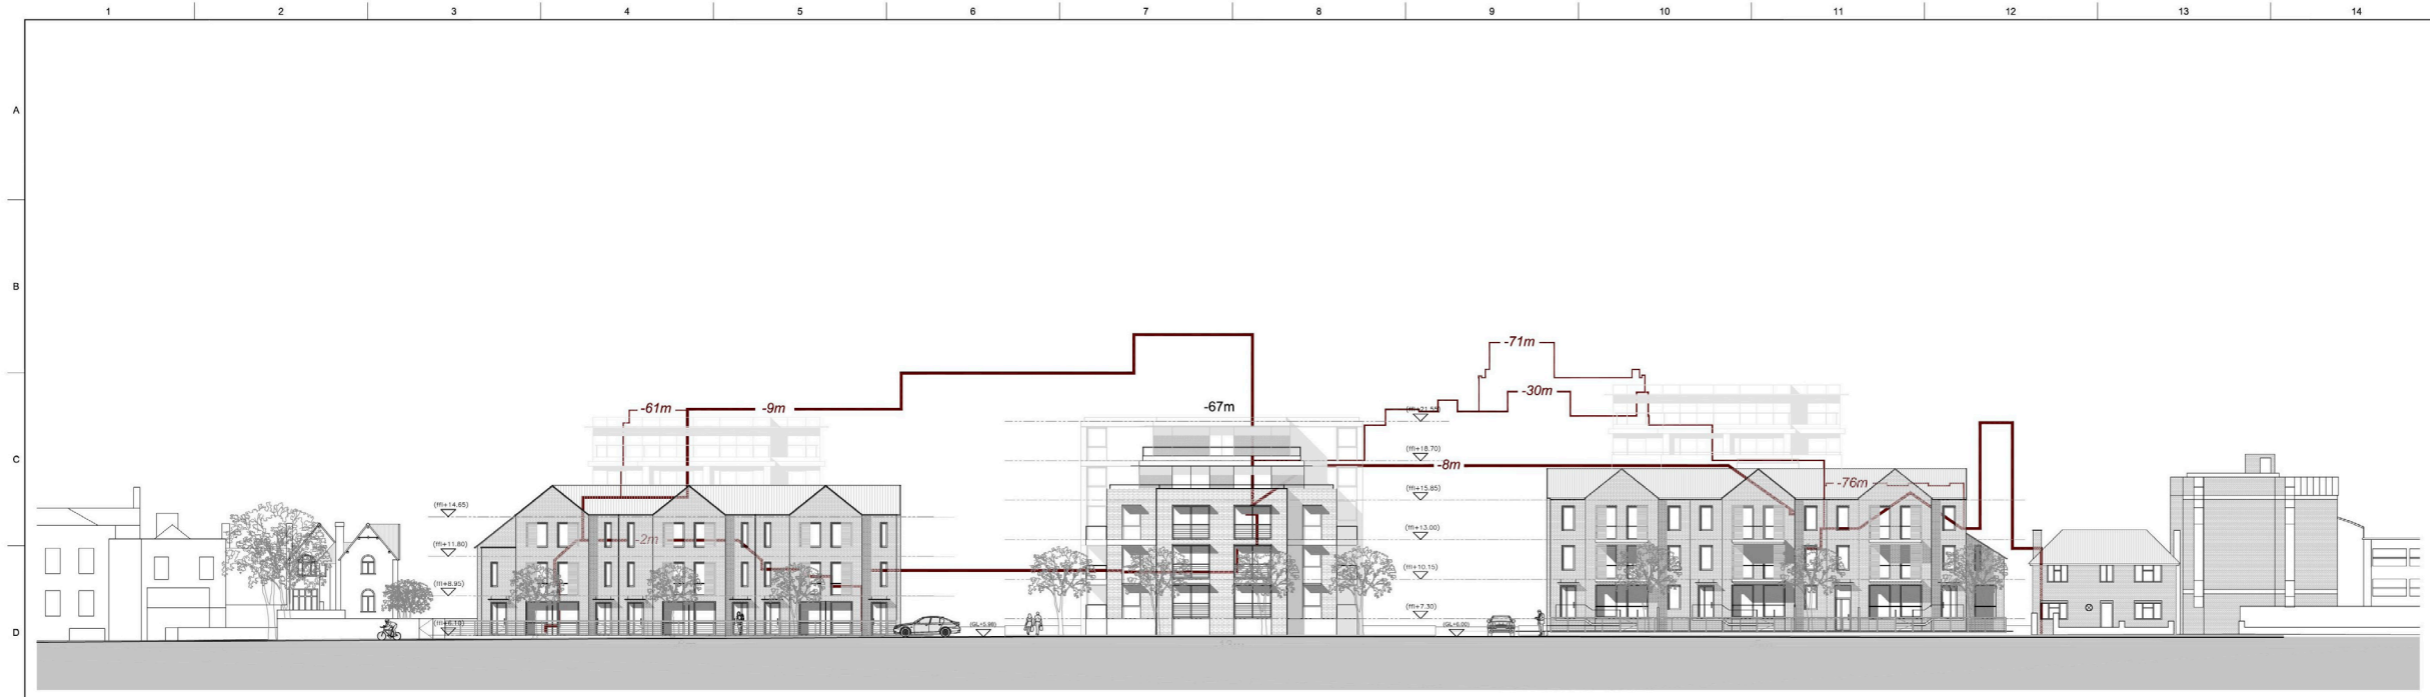 1 2 3 4 5 6 7 8 9 10 11 12 13 14
A
B
C
D
-71m
-30m
-61m
-9m
-67m
-8m
-76m
-2m
(ffl+18.70)
(ffl+15.85)
(ffl+13.00)
(ffl+10.15)
(ffl+7.30)
(ffl+14.65)
(ffl+11.80)
(ffl+8.95)